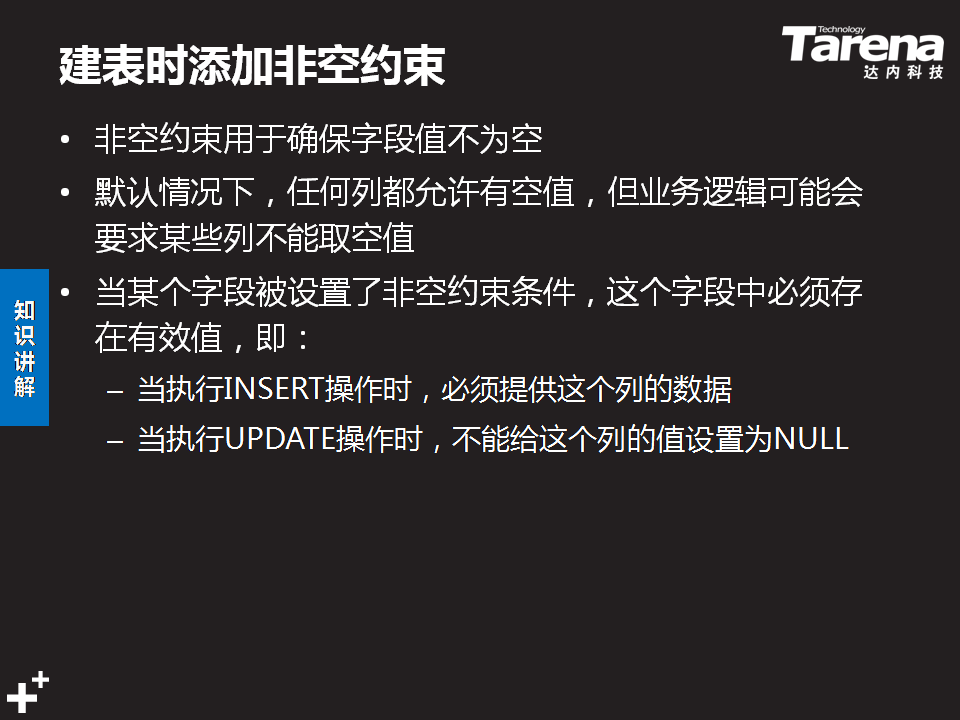 建表时添加非空约束
Technology
Tarena
达内科技
• 非空约束用于确保字段值不为空
• 默认情况下，任何列都允许有空值，但业务逻辑可能会
要求某些列不能取空值
• 当某个字段被设置了非空约束条件，这个字段中必须存
在有效值，即：
– 当执行INSERT操作时，必须提供这个列的数据
– 当执行UPDATE操作时，不能给这个列的值设置为NULL
知
识
讲
解